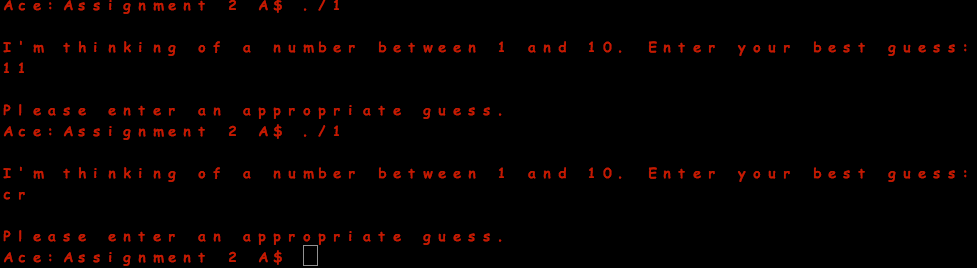 Ace:Assignment 2 A$ ./1
I'm thinking of a number between 1 and 10. Enter your best guess:
11
Please enter an appropriate guess.
Ace:Assignment 2 A$ ./1
I'm thinking of a number between 1 and 10. Enter your best guess:
cr
Please enter an appropriate guess.
Ace:Assignment 2 A$